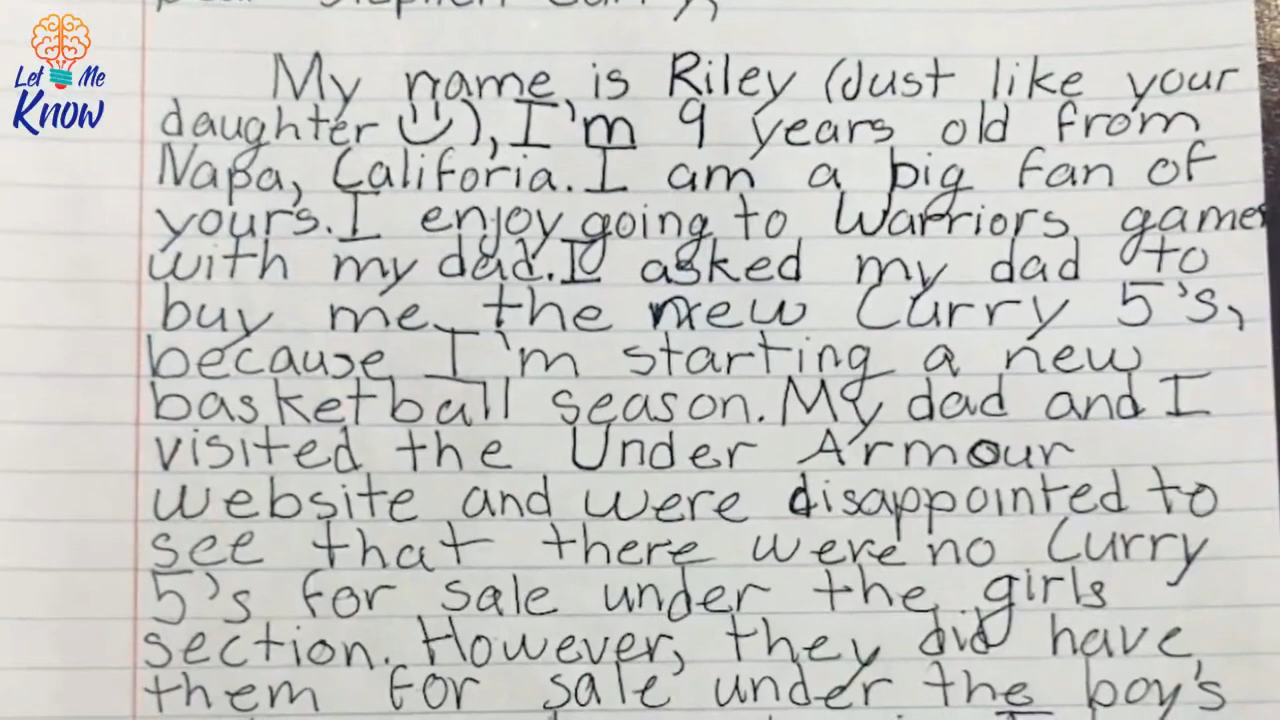 Let Me
Know
Stephen Curry,
My name is Riley (Just like your
daughter ☺), I'm 9 years old from
Napa, Califoria. I am a big fan of
yours. I enjoy going to Warriors games
with my dad. I asked my dad to
buy me the new Curry 5's,
because I'm starting a new
basketball season. My dad and I
visited the Under Armour
website and were disappointed to
see that there were no Curry
5's for sale under the girls
section. However, they did have
them for sale under the boy's